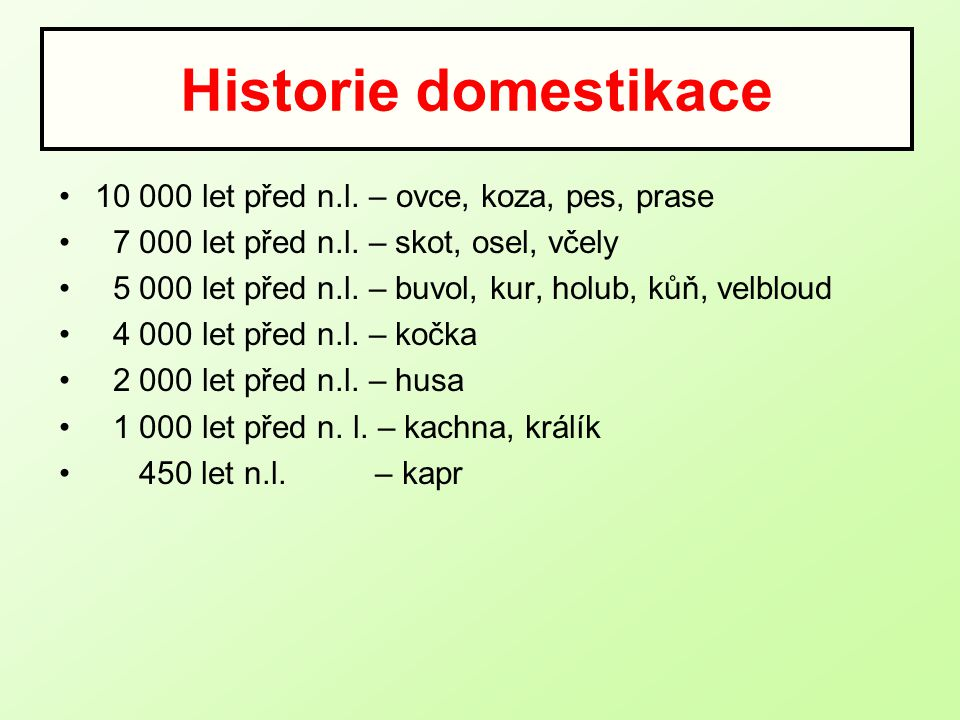 Historie domestikace
• 10 000 let před n.l. – ovce, koza, pes, prase
• 7 000 let před n.l. – skot, osel, včely
• 5 000 let před n.l. – buvol, kur, holub, kůň, velbloud
• 4 000 let před n.l. – kočka
• 2 000 let před n.l. – husa
• 1 000 let před n. l. – kachna, králík
• 450 let n.l. – kapr